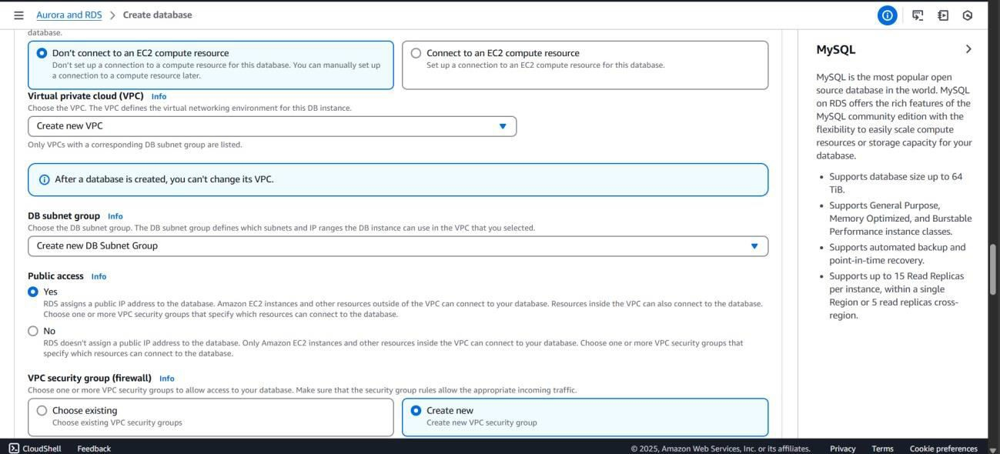 Aurora and RDS
Create database
database.
Don't connect to an EC2 compute resource
Don't set up a connection to a compute resource for this database. You can manually set up
a connection to a compute resource later.
Connect to an EC2 compute resource
Set up a connection to an EC2 compute resource for this database.
Virtual private cloud (VPC) Info
Choose the VPC. The VPC defines the virtual networking environment for this DB instance.
Create new VPC
Only VPCs with a corresponding DB subnet group are listed.
After a database is created, you can't change its VPC.
DB subnet group Info
Choose the DB subnet group. The DB subnet group defines which subnets and IP ranges the DB instance can use in the VPC that you selected.
Create new DB Subnet Group
Public access Info
Yes
RDS assigns a public IP address to the database. Amazon EC2 instances and other resources outside of the VPC can connect to your database. Resources inside the VPC can also connect to the database.
Choose one or more VPC security groups that specify which resources can connect to the database.
No
RDS doesn't assign a public IP address to the database. Only Amazon EC2 instances and other resources inside the VPC can connect to your database. Choose one or more VPC security groups that
specify which resources can connect to the database.
VPC security group (firewall) Info
Choose one or more VPC security groups to allow access to your database. Make sure that the security group rules allow the appropriate incoming traffic.
Choose existing
Choose existing VPC security groups
Create new
Create new VPC security group
MySQL
MySQL is the most popular open
source database in the world. MySQL
on RDS offers the rich features of the
MySQL community edition with the
flexibility to easily scale compute
resources or storage capacity for your
database.
• Supports database size up to 64
TiB.
• Supports General Purpose,
Memory Optimized, and Burstable
Performance instance classes.
• Supports automated backup and
point-in-time recovery.
• Supports up to 15 Read Replicas
per instance, within a single
Region or 5 read replicas cross-
region.
CloudShell
Feedback
© 2025, Amazon Web Services, Inc. or its affiliates.
Privacy
Terms
Cookie preferences